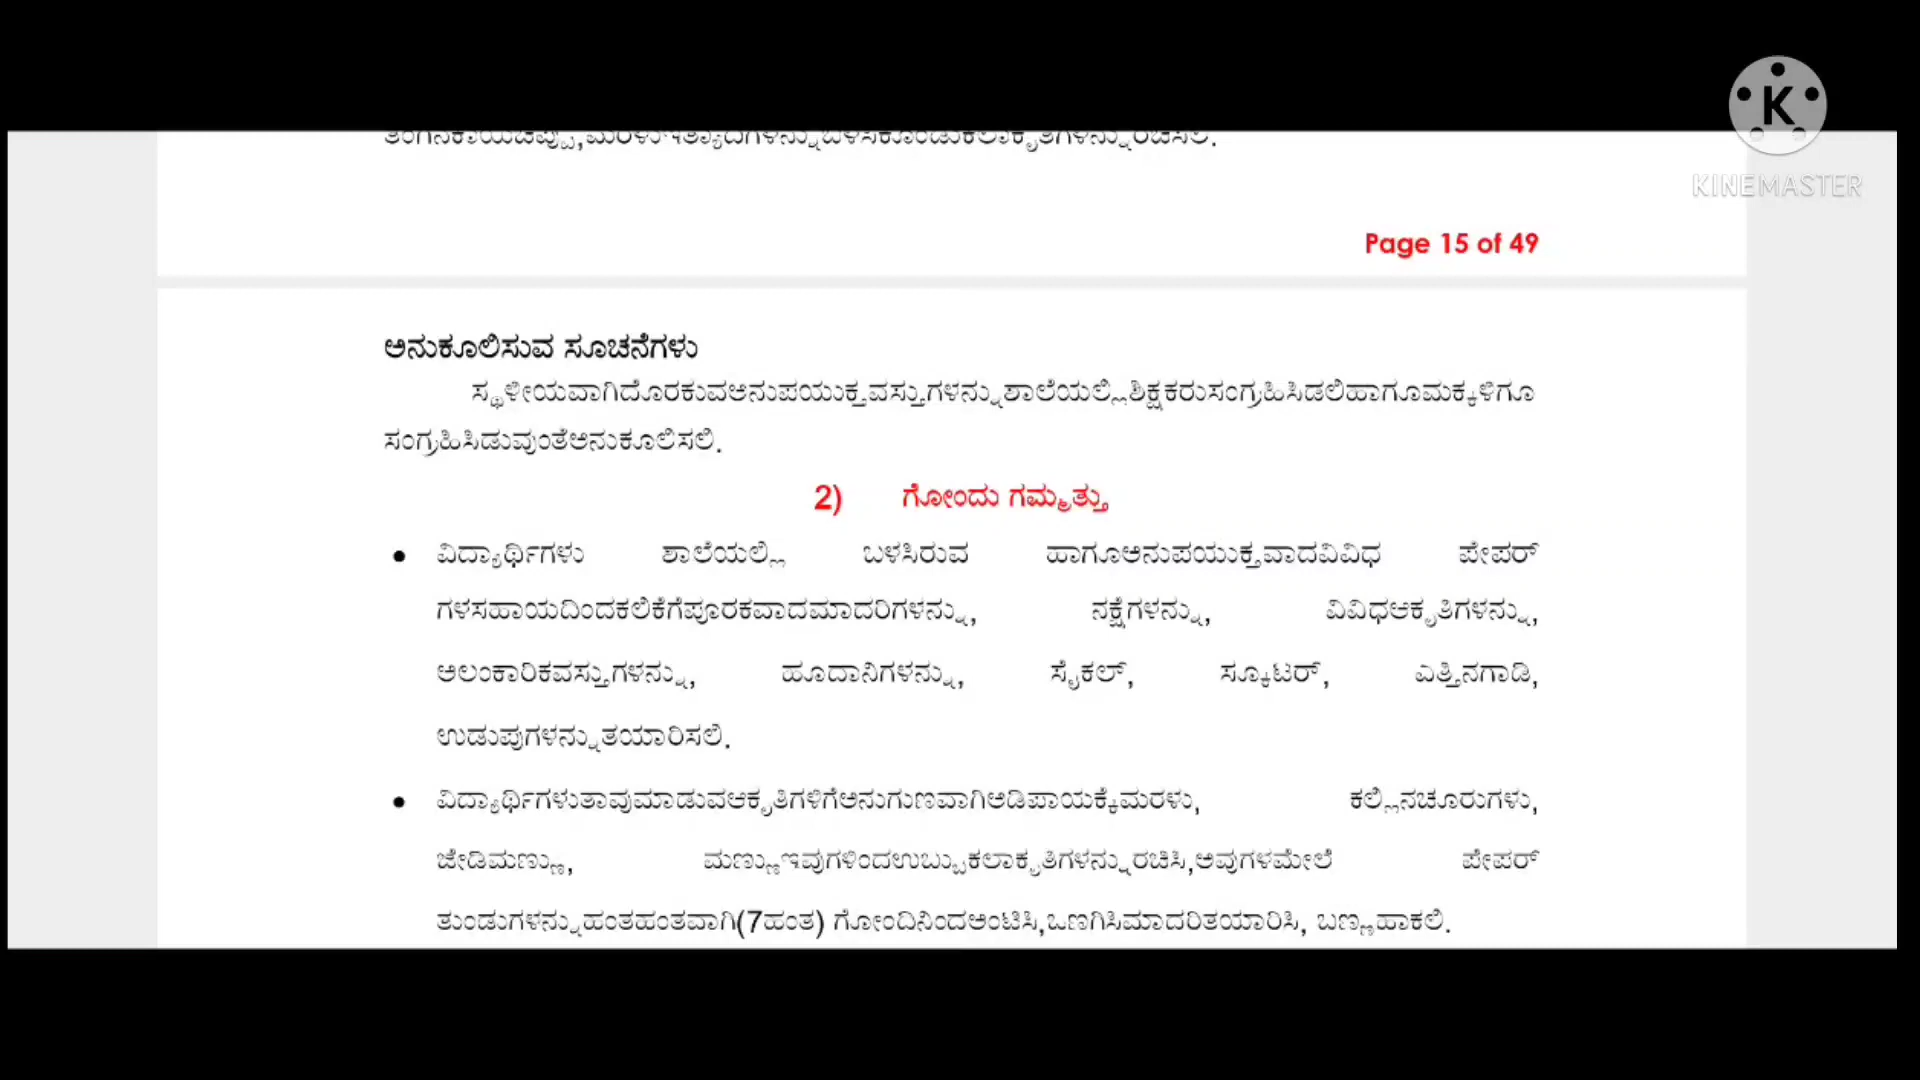 K
KINEMASTER
Page 15 of 49
ಅನುಕೂಲಿಸುವ ಸೂಚನೆಗಳು
ಸ್ಥಳೀಯವಾಗಿದೊರಕುವಅನುಪಯುಕ್ತವಸ್ತುಗಳನ್ನುಶಾಲೆಯಲ್ಲಿಶಿಕ್ಷಕರುಸಂಗ್ರಹಿಸಿಡಲಿಹಾಗೂಮಕ್ಕಳಿಗೂ
ಸಂಗ್ರಹಿಸಿಡುವುಂತೆಅನುಕೂಲಿಸಲಿ.
2) ಗೋಂದು ಗಮ್ಮತ್ತು
• ವಿದ್ಯಾರ್ಥಿಗಳು ಶಾಲೆಯಲ್ಲಿ ಬಳಸಿರುವ ಹಾಗೂಅನುಪಯುಕ್ತವಾದವಿವಿಧ ಪೇಪರ್
ಗಳಸಹಾಯದಿಂದಕಲಿಕೆಗೆಪೂರಕವಾದಮಾದರಿಗಳನ್ನು, ನಕ್ಷೆಗಳನ್ನು, ವಿವಿಧಆಕೃತಿಗಳನ್ನು,
ಅಲಂಕಾರಿಕವಸ್ತುಗಳನ್ನು, ಹೂದಾನಿಗಳನ್ನು, ಸೈಕಲ್, ಸ್ಕೂಟರ್, ಎತ್ತಿನಗಾಡಿ,
ಉಡುಪುಗಳನ್ನುತಯಾರಿಸಲಿ.
• ವಿದ್ಯಾರ್ಥಿಗಳುತಾವುಮಾಡುವಆಕೃತಿಗಳಿಗೆಅನುಗುಣವಾಗಿಅಡಿಪಾಯಕ್ಕೆಮರಳು, ಕಲ್ಲಿನಚೂರುಗಳು,
ಜೇಡಿಮಣ್ಣು, ಮಣ್ಣುಇವುಗಳಿಂದಉಬ್ಬುಕಲಾಕೃತಿಗಳನ್ನುರಚಿಸಿ,ಅವುಗಳಮೇಲೆ ಪೇಪರ್
ತುಂಡುಗಳನ್ನುಹಂತಹಂತವಾಗಿ(7ಹಂತ) ಗೋಂದಿನಿಂದಅಂಟಿಸಿ,ಒಣಗಿಸಿಮಾದರಿತಯಾರಿಸಿ, ಬಣ್ಣಹಾಕಲಿ.